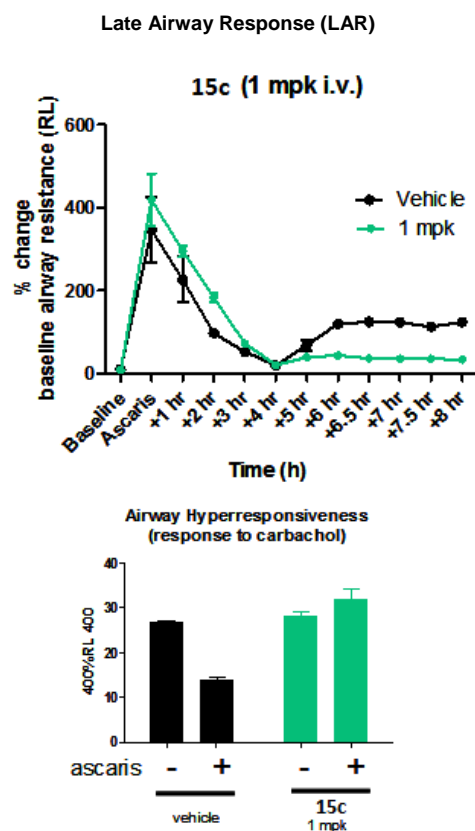 Late Airway Response (LAR)
15c (1 mpk i.v.)
% change
baseline airway resistance (RL)
600
400
200
0
Vehicle
1 mpk
Baseline
Ascaris
+1 hr
+2 hr
+3 hr
+4 hr
+5 hr
+6 hr
+6.5 hr
+7 hr
+7.5 hr
+8 hr
Time (h)
Airway Hyperresponsiveness
(response to carbachol)
400%RL 400
40
30
20
10
0
ascaris - + - +
vehicle 15c
1 mpk